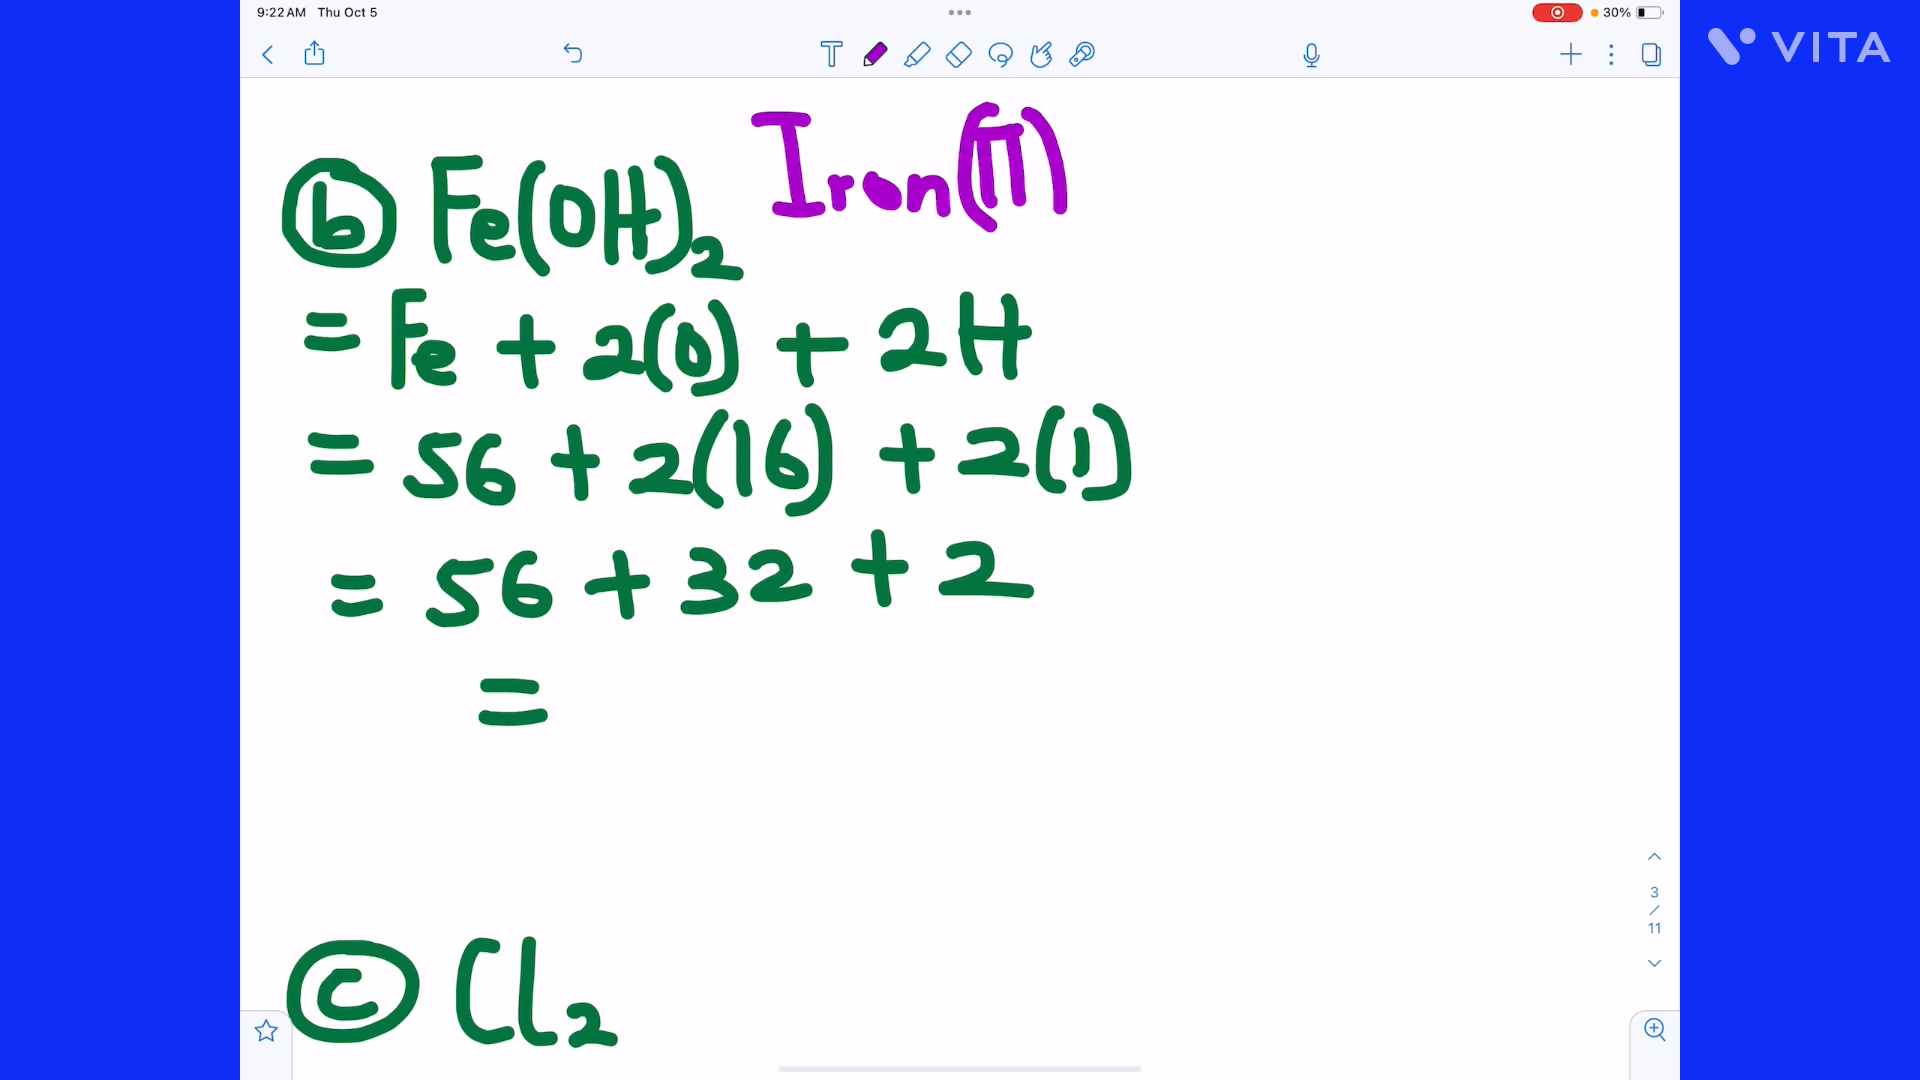 9:22 AM Thu Oct 5
30%
VITA
T
Iron(II)
b Fe(OH)₂
= Fe + 2(O) + 2H
= 56 + 2(16) + 2(1)
= 56 + 32 + 2
=
3
/
11
c Cl₂